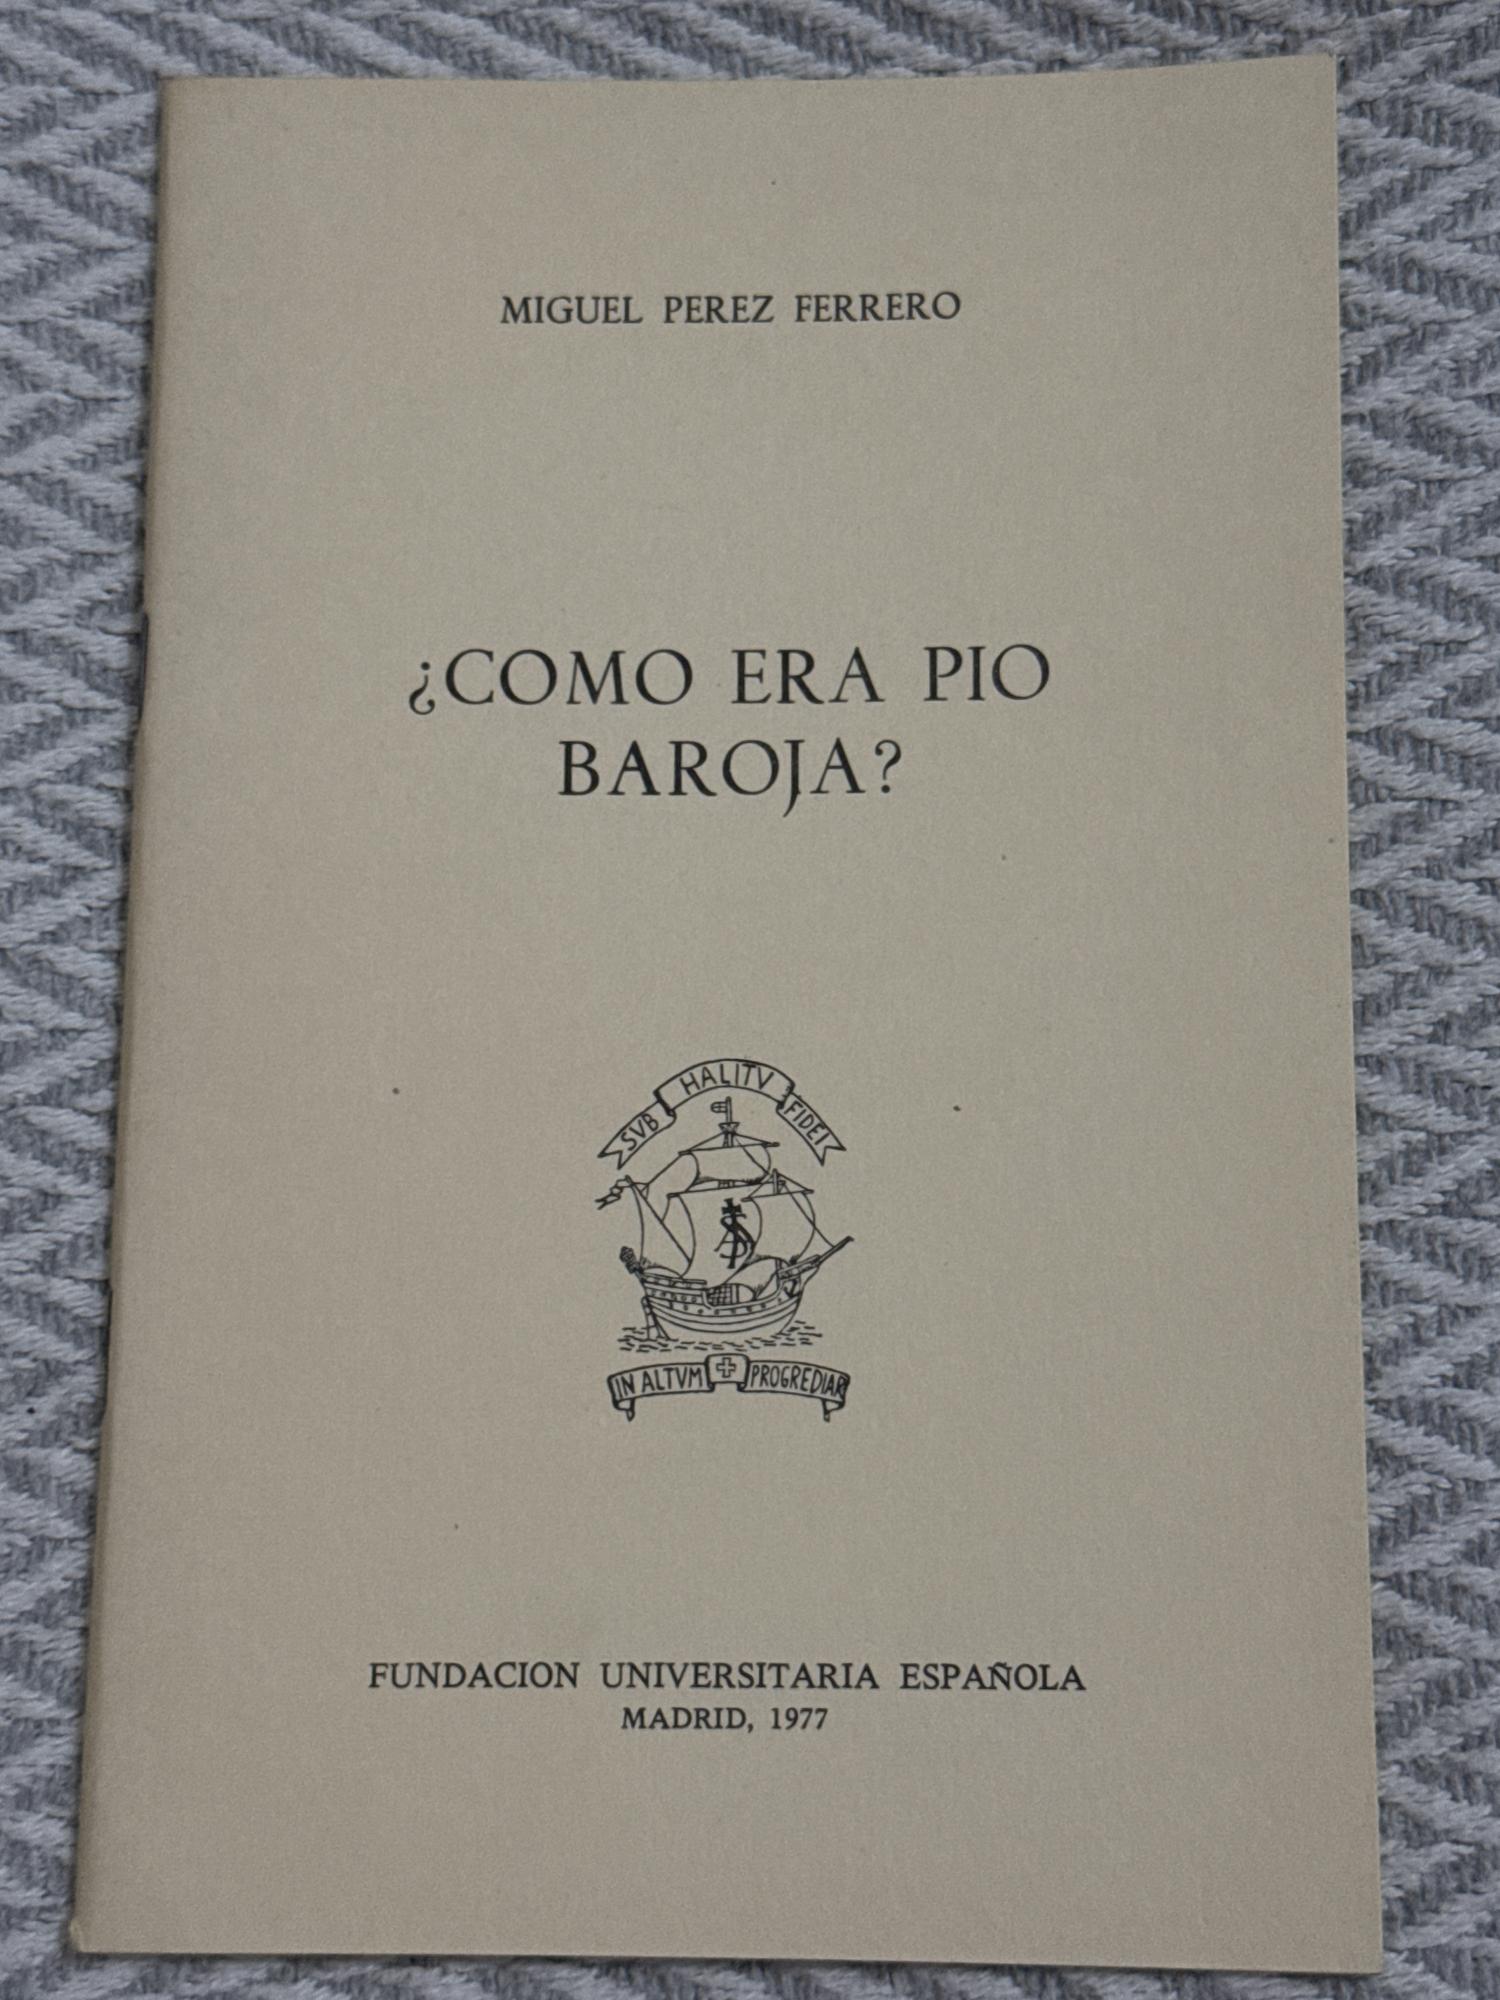 MIGUEL PEREZ FERRERO
¿COMO ERA PIO
BAROJA?
SVB HALITV FIDEI
IN ALTVM PROGREDIAR
FUNDACION UNIVERSITARIA ESPAÑOLA
MADRID, 1977